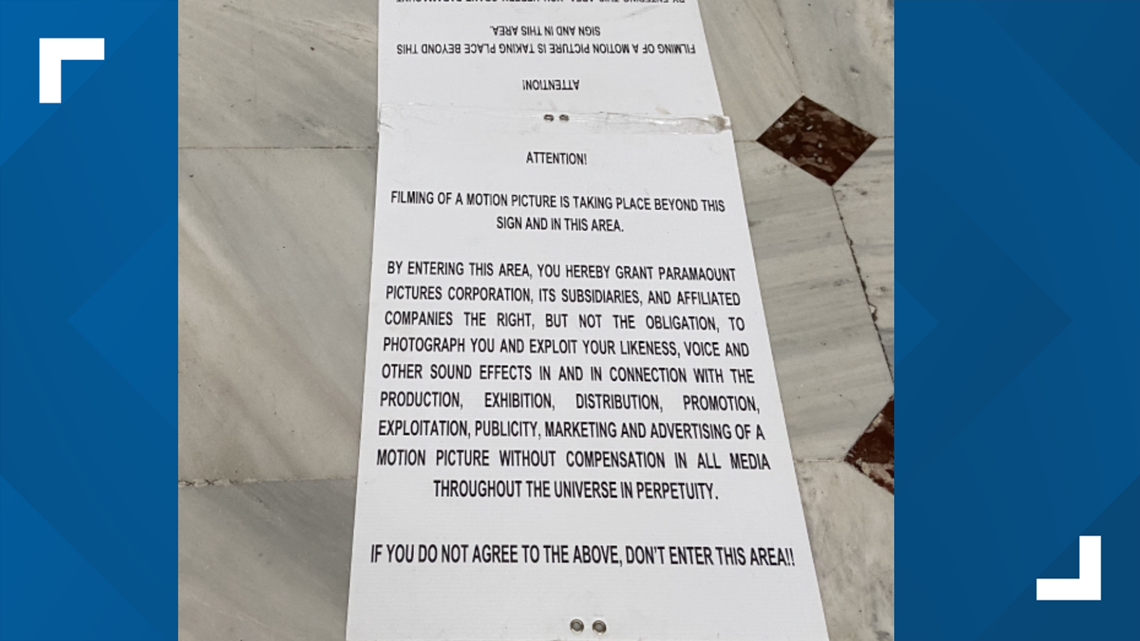 ATTENTION!
FILMING OF A MOTION PICTURE IS TAKING PLACE BEYOND THIS
SIGN AND IN THIS AREA.
ATTENTION!
FILMING OF A MOTION PICTURE IS TAKING PLACE BEYOND THIS
SIGN AND IN THIS AREA.
BY ENTERING THIS AREA, YOU HEREBY GRANT PARAMAOUNT
PICTURES CORPORATION, ITS SUBSIDIARIES, AND AFFILIATED
COMPANIES THE RIGHT, BUT NOT THE OBLIGATION, TO
PHOTOGRAPH YOU AND EXPLOIT YOUR LIKENESS, VOICE AND
OTHER SOUND EFFECTS IN AND IN CONNECTION WITH THE
PRODUCTION, EXHIBITION, DISTRIBUTION, PROMOTION,
EXPLOITATION, PUBLICITY, MARKETING AND ADVERTISING OF A
MOTION PICTURE WITHOUT COMPENSATION IN ALL MEDIA
THROUGHOUT THE UNIVERSE IN PERPETUITY.
IF YOU DO NOT AGREE TO THE ABOVE, DON'T ENTER THIS AREA!!